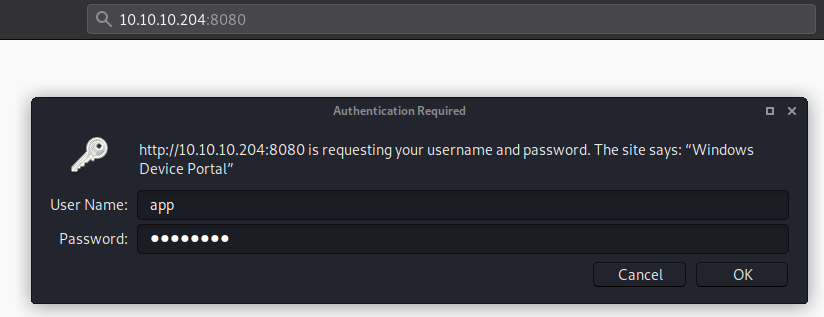 10.10.10.204:8080
Authentication Required
http://10.10.10.204:8080 is requesting your username and password. The site says: “Windows
Device Portal”
User Name: app
Password: ●●●●●●●●
Cancel OK